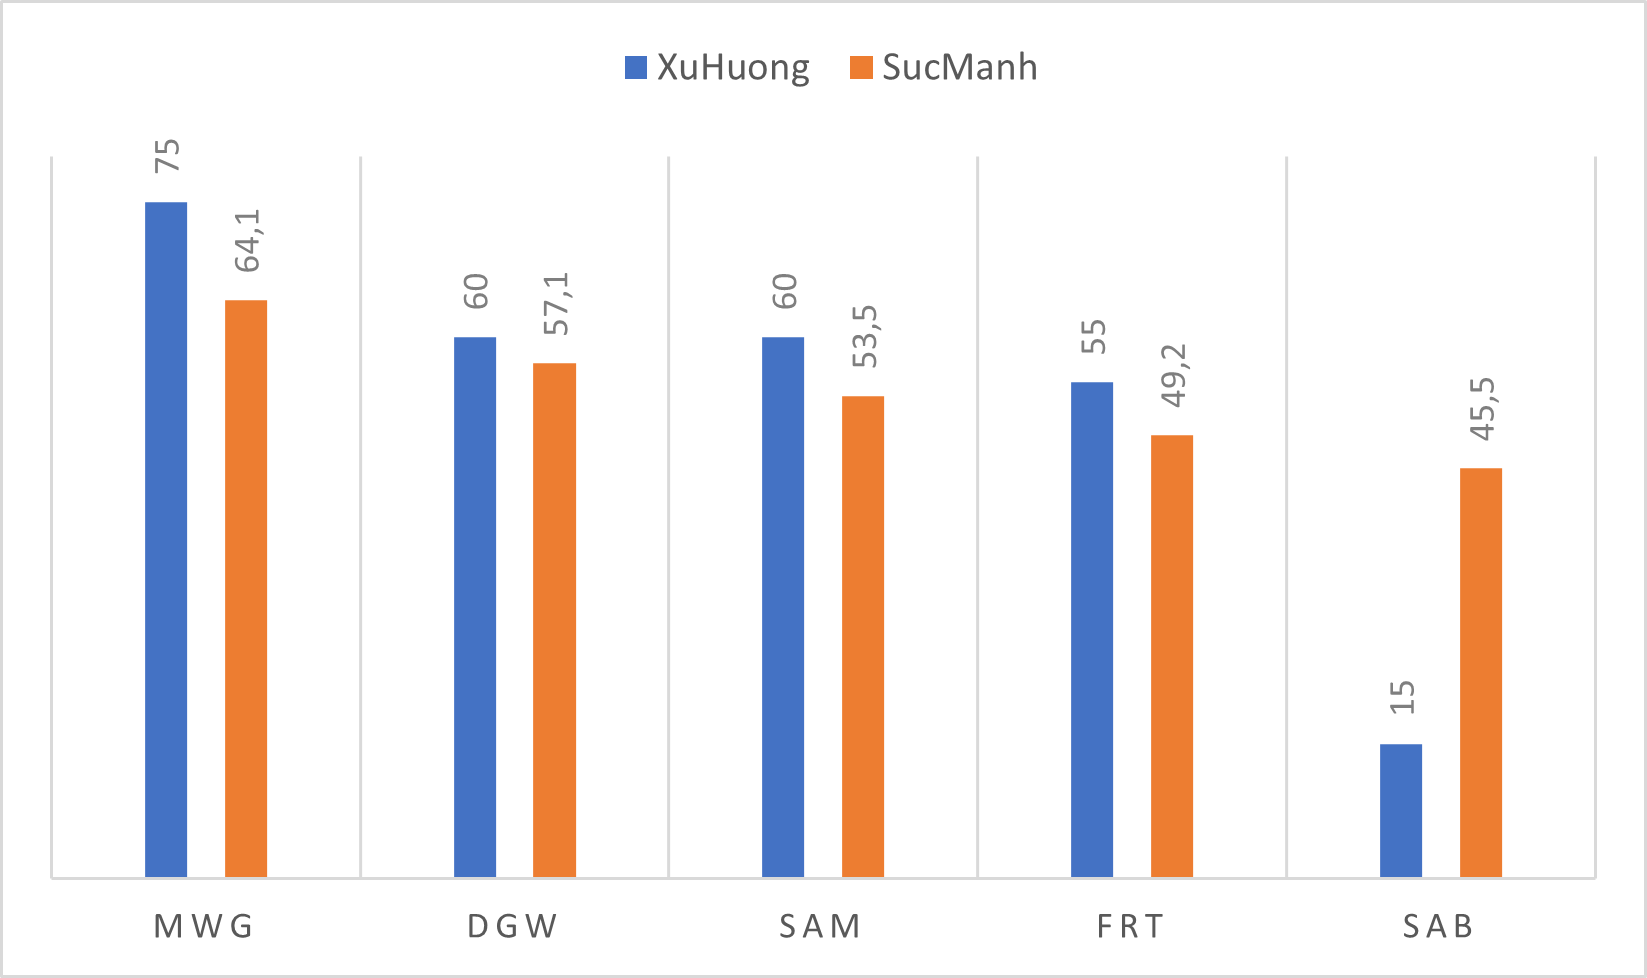 XuHuong SucManh
75 64,1 60 57,1 60 53,5 55 49,2 15 45,5
MWG DGW SAM FRT SAB